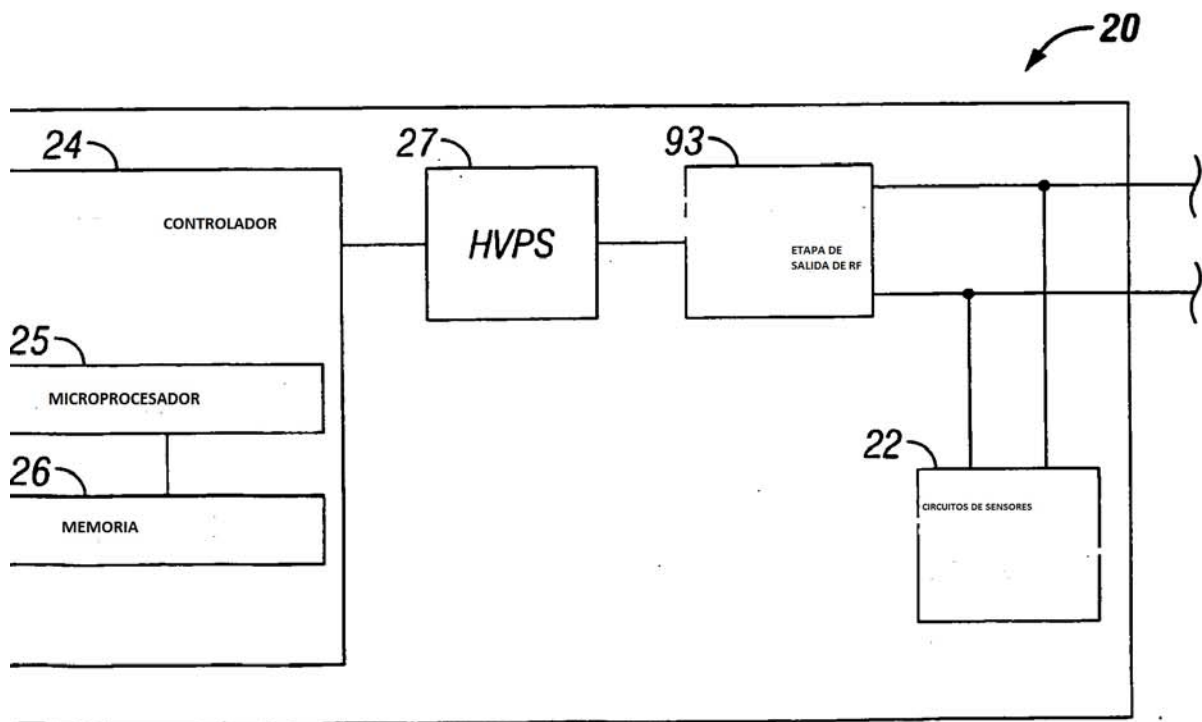 20
24
27
93
CONTROLADOR
HVPS
ETAPA DE
SALIDA DE RF
25
MICROPROCESADOR
26
MEMORIA
22
CIRCUITOS DE SENSORES